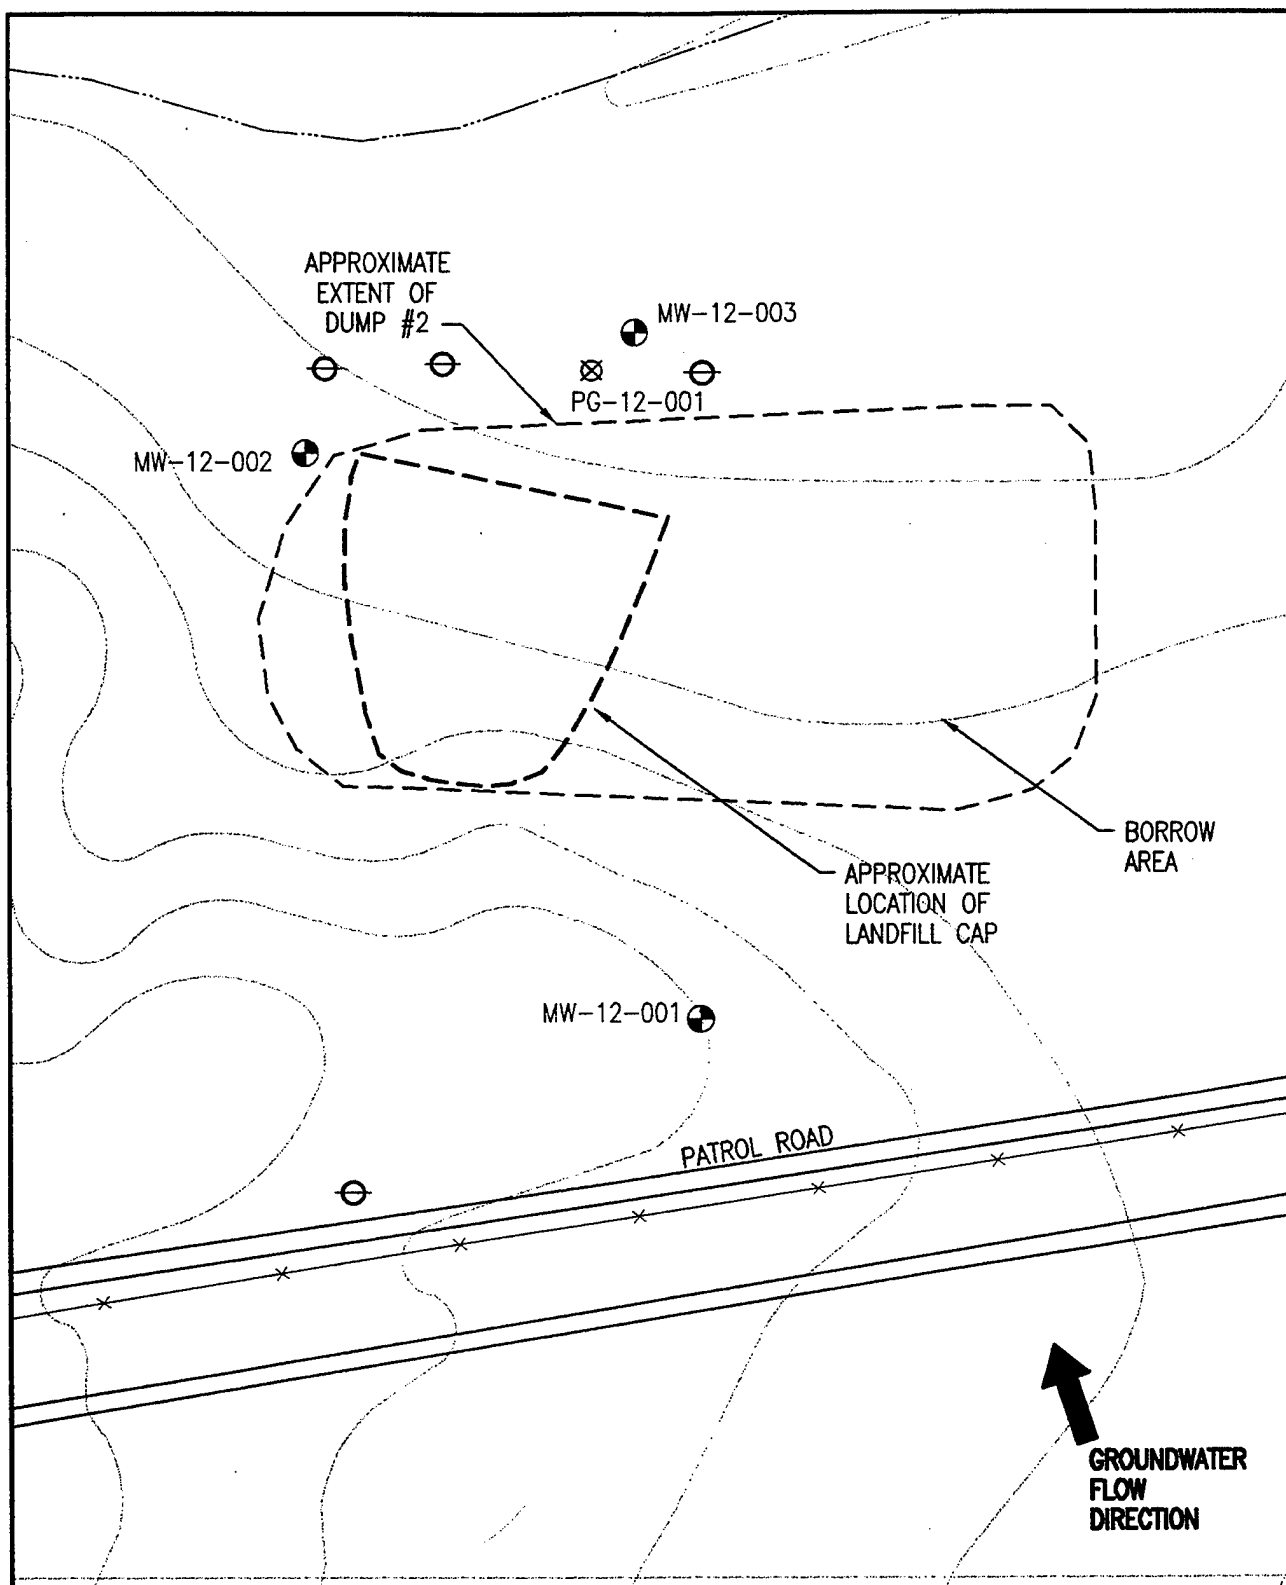 APPROXIMATE
EXTENT OF
DUMP #2
MW-12-003
PG-12-001
MW-12-002
BORROW
AREA
APPROXIMATE
LOCATION OF
LANDFILL CAP
MW-12-001
PATROL ROAD
GROUNDWATER
FLOW
DIRECTION